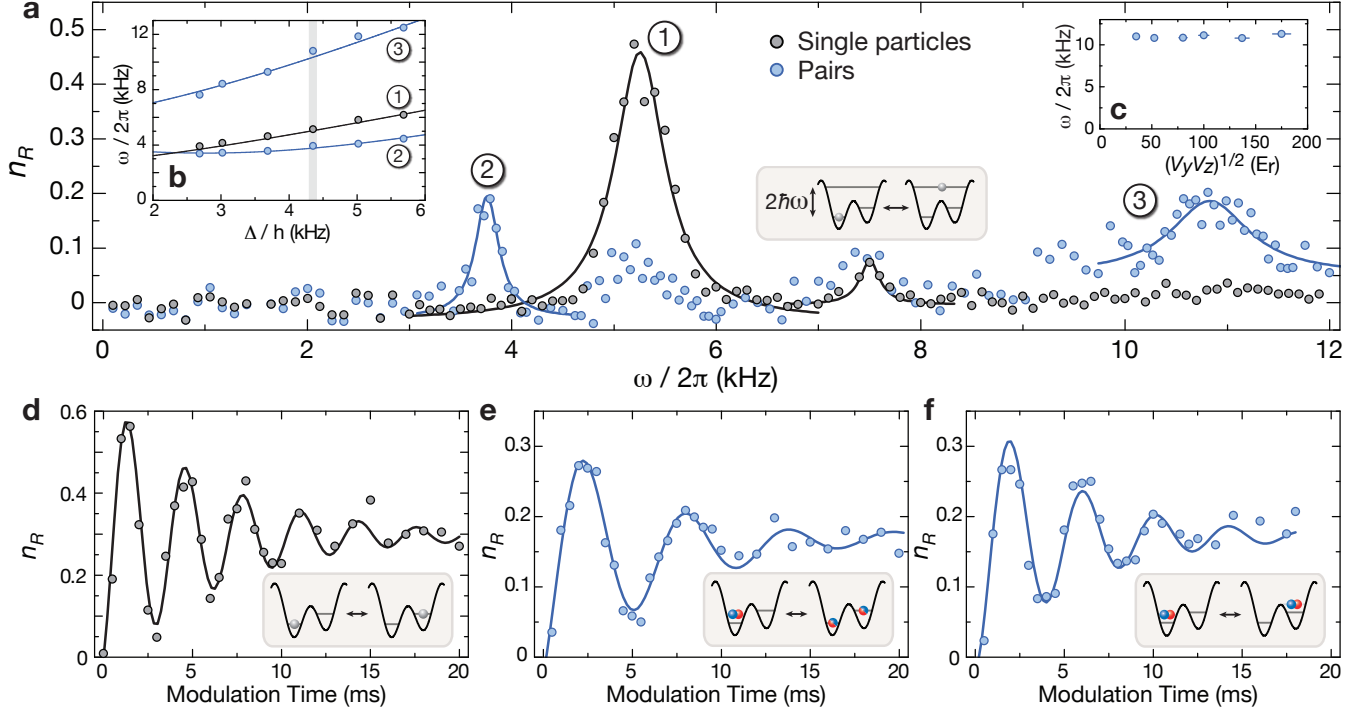 a
0.5
0.4
0.3
0.2
0.1
0
n_R
0 2 4 6 8 10 12
ω / 2π (kHz)
1
2
3
Single particles
Pairs
2ħω
b
12
8
4
0
ω / 2π (kHz)
2 3 4 5 6
Δ / h (kHz)
3
1
2
c
10
5
0
ω / 2π (kHz)
0 50 100 150 200
(VyVz)^1/2 (Er)
d
0.6
0.4
0.2
0
n_R
0 5 10 15 20
Modulation Time (ms)
e
0.3
0.2
0.1
0
n_R
0 5 10 15 20
Modulation Time (ms)
f
0.3
0.2
0.1
0
n_R
0 5 10 15 20
Modulation Time (ms)